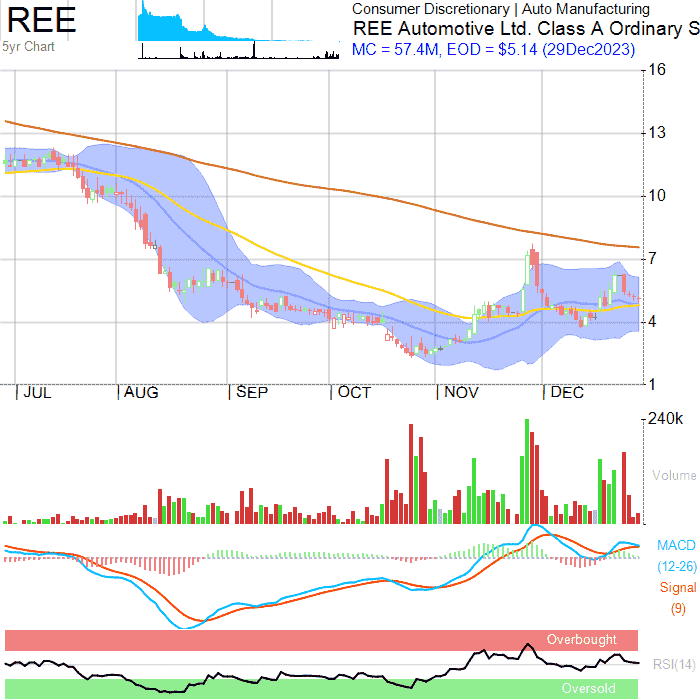 REE
5yr Chart
Consumer Discretionary | Auto Manufacturing
REE Automotive Ltd. Class A Ordinary S
MC = 57.4M, EOD = $5.14 (29Dec2023)
16
13
10
7
4
1
JUL
AUG
SEP
OCT
NOV
DEC
240k
Volume
MACD
(12-26)
Signal
(9)
Overbought
RSI(14)
Oversold